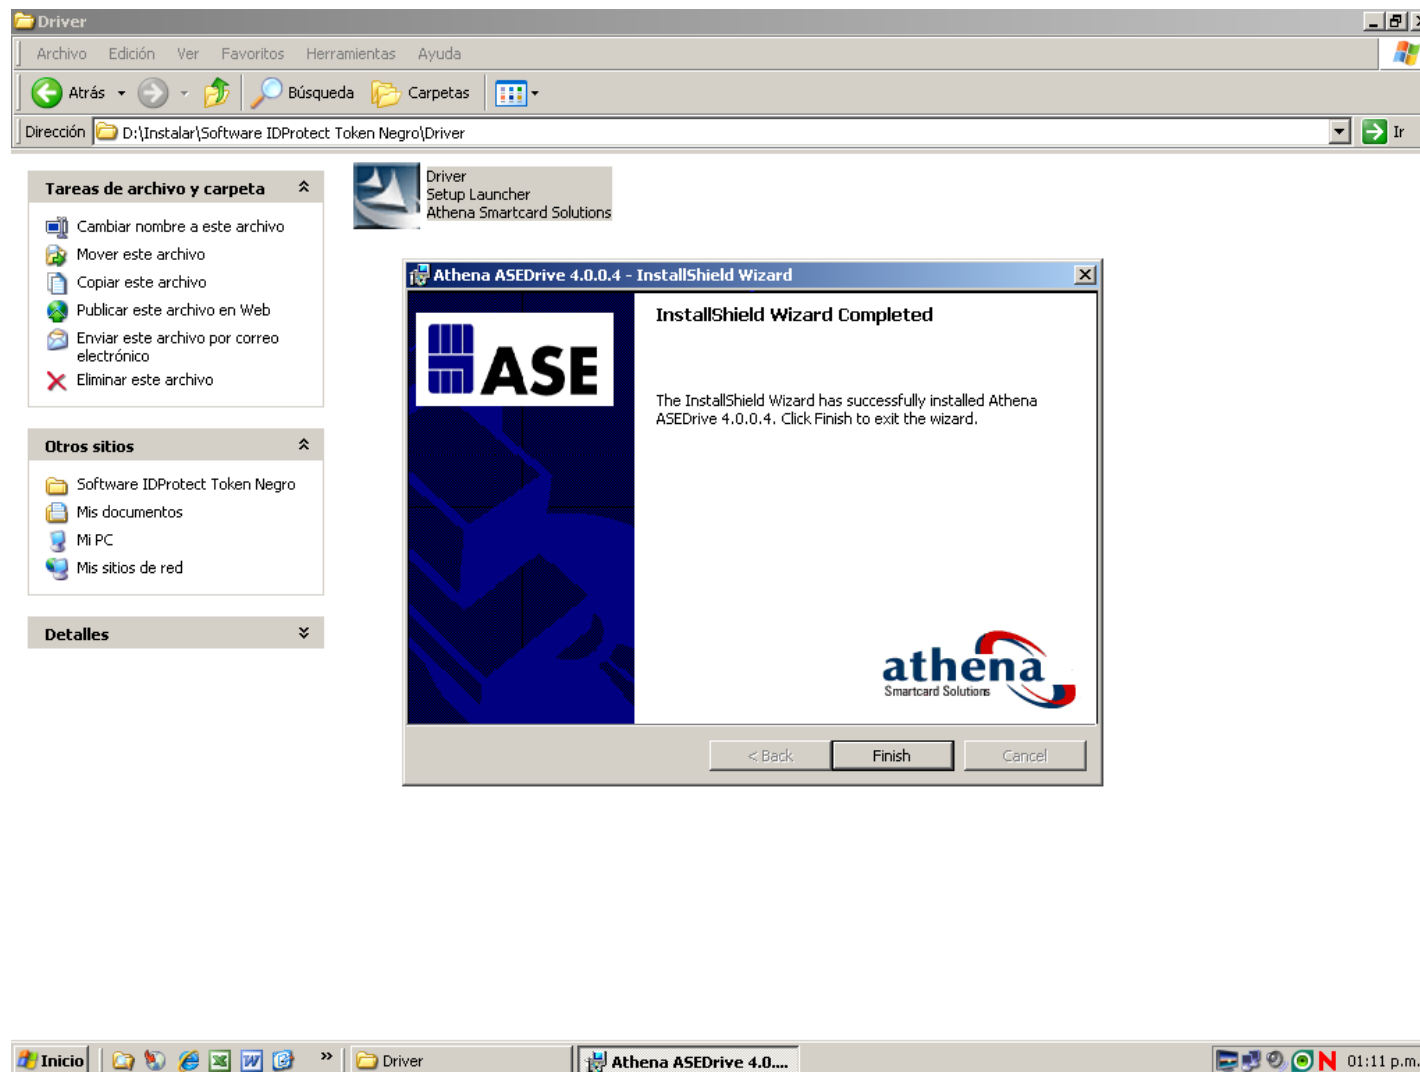 Driver
Archivo Edición Ver Favoritos Herramientas Ayuda
Atrás Búsqueda Carpetas
Dirección D:\Instalar\Software IDProtect Token Negro\Driver Ir
Tareas de archivo y carpeta
Cambiar nombre a este archivo
Mover este archivo
Copiar este archivo
Publicar este archivo en Web
Enviar este archivo por correo
electrónico
Eliminar este archivo
Otros sitios
Software IDProtect Token Negro
Mis documentos
Mi PC
Mis sitios de red
Detalles
Driver
Setup Launcher
Athena Smartcard Solutions
Athena ASEDrive 4.0.0.4 - InstallShield Wizard
ASE
InstallShield Wizard Completed
The InstallShield Wizard has successfully installed Athena
ASEDrive 4.0.0.4. Click Finish to exit the wizard.
athena
Smartcard Solutions
< Back Finish Cancel
Inicio » Driver Athena ASEDrive 4.0.... N 01:11 p.m.